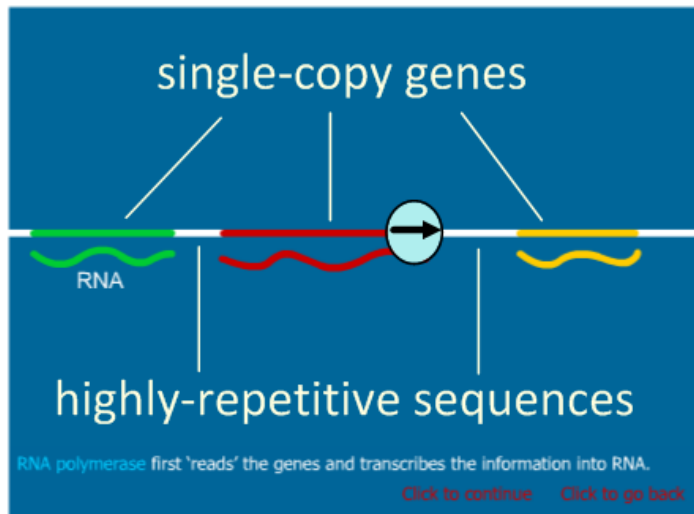 single-copy genes
RNA
highly-repetitive sequences
RNA polymerase first 'reads' the genes and transcribes the information into RNA.
Click to continue Click to go back